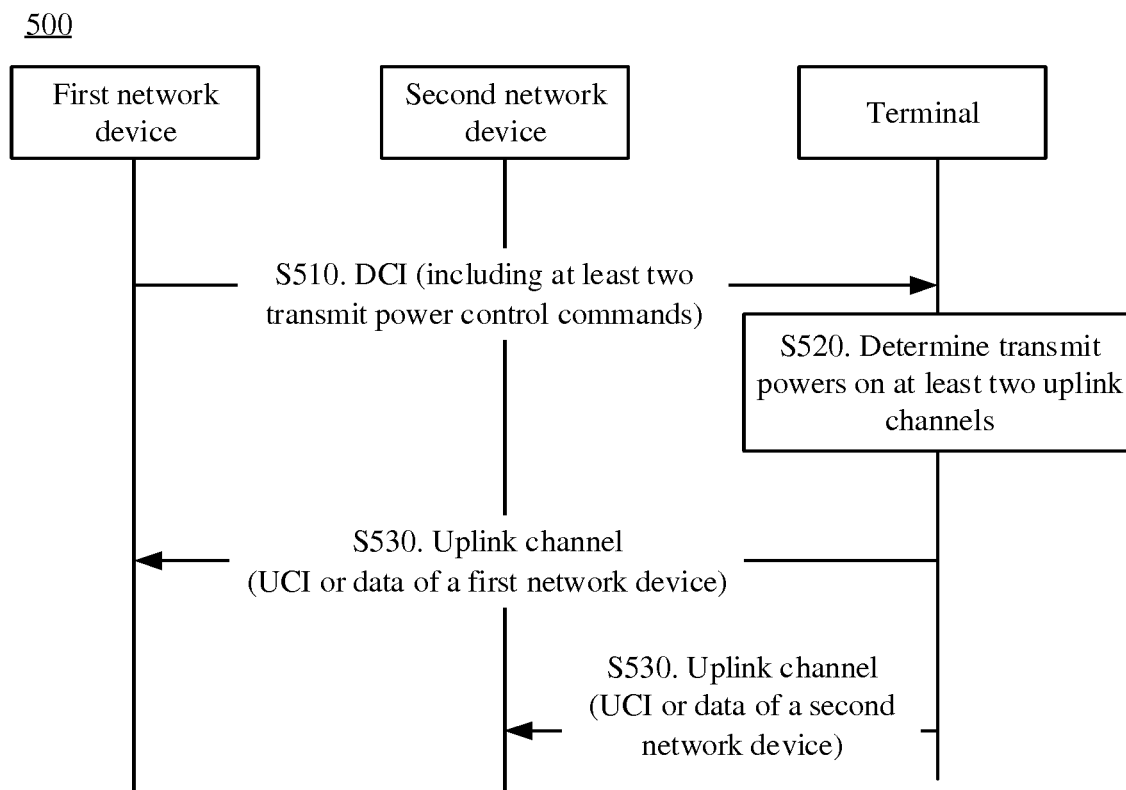 500
First network
device
Second network
device
Terminal
S510. DCI (including at least two
transmit power control commands)
S520. Determine transmit
powers on at least two uplink
channels
S530. Uplink channel
(UCI or data of a first network device)
S530. Uplink channel
(UCI or data of a second
network device)